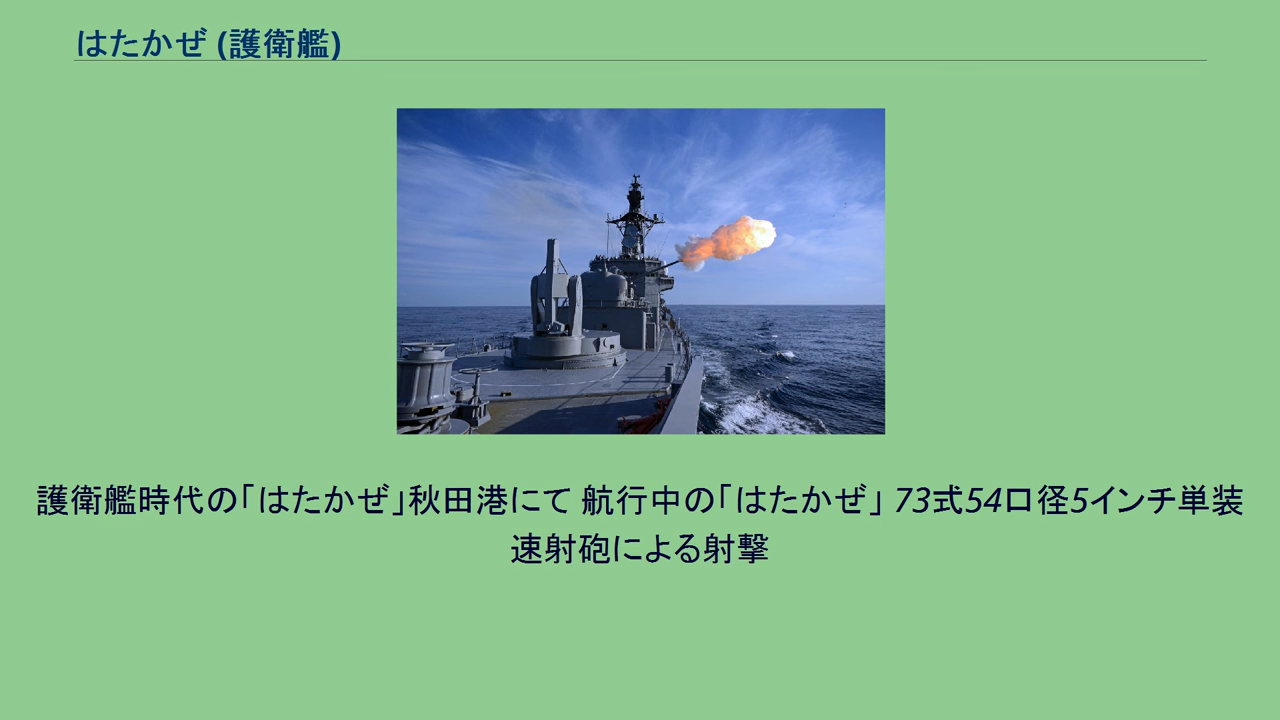 はたかぜ (護衛艦)
護衛艦時代の「はたかぜ」秋田港にて 航行中の「はたかぜ」 73式54口径5インチ単装
速射砲による射撃